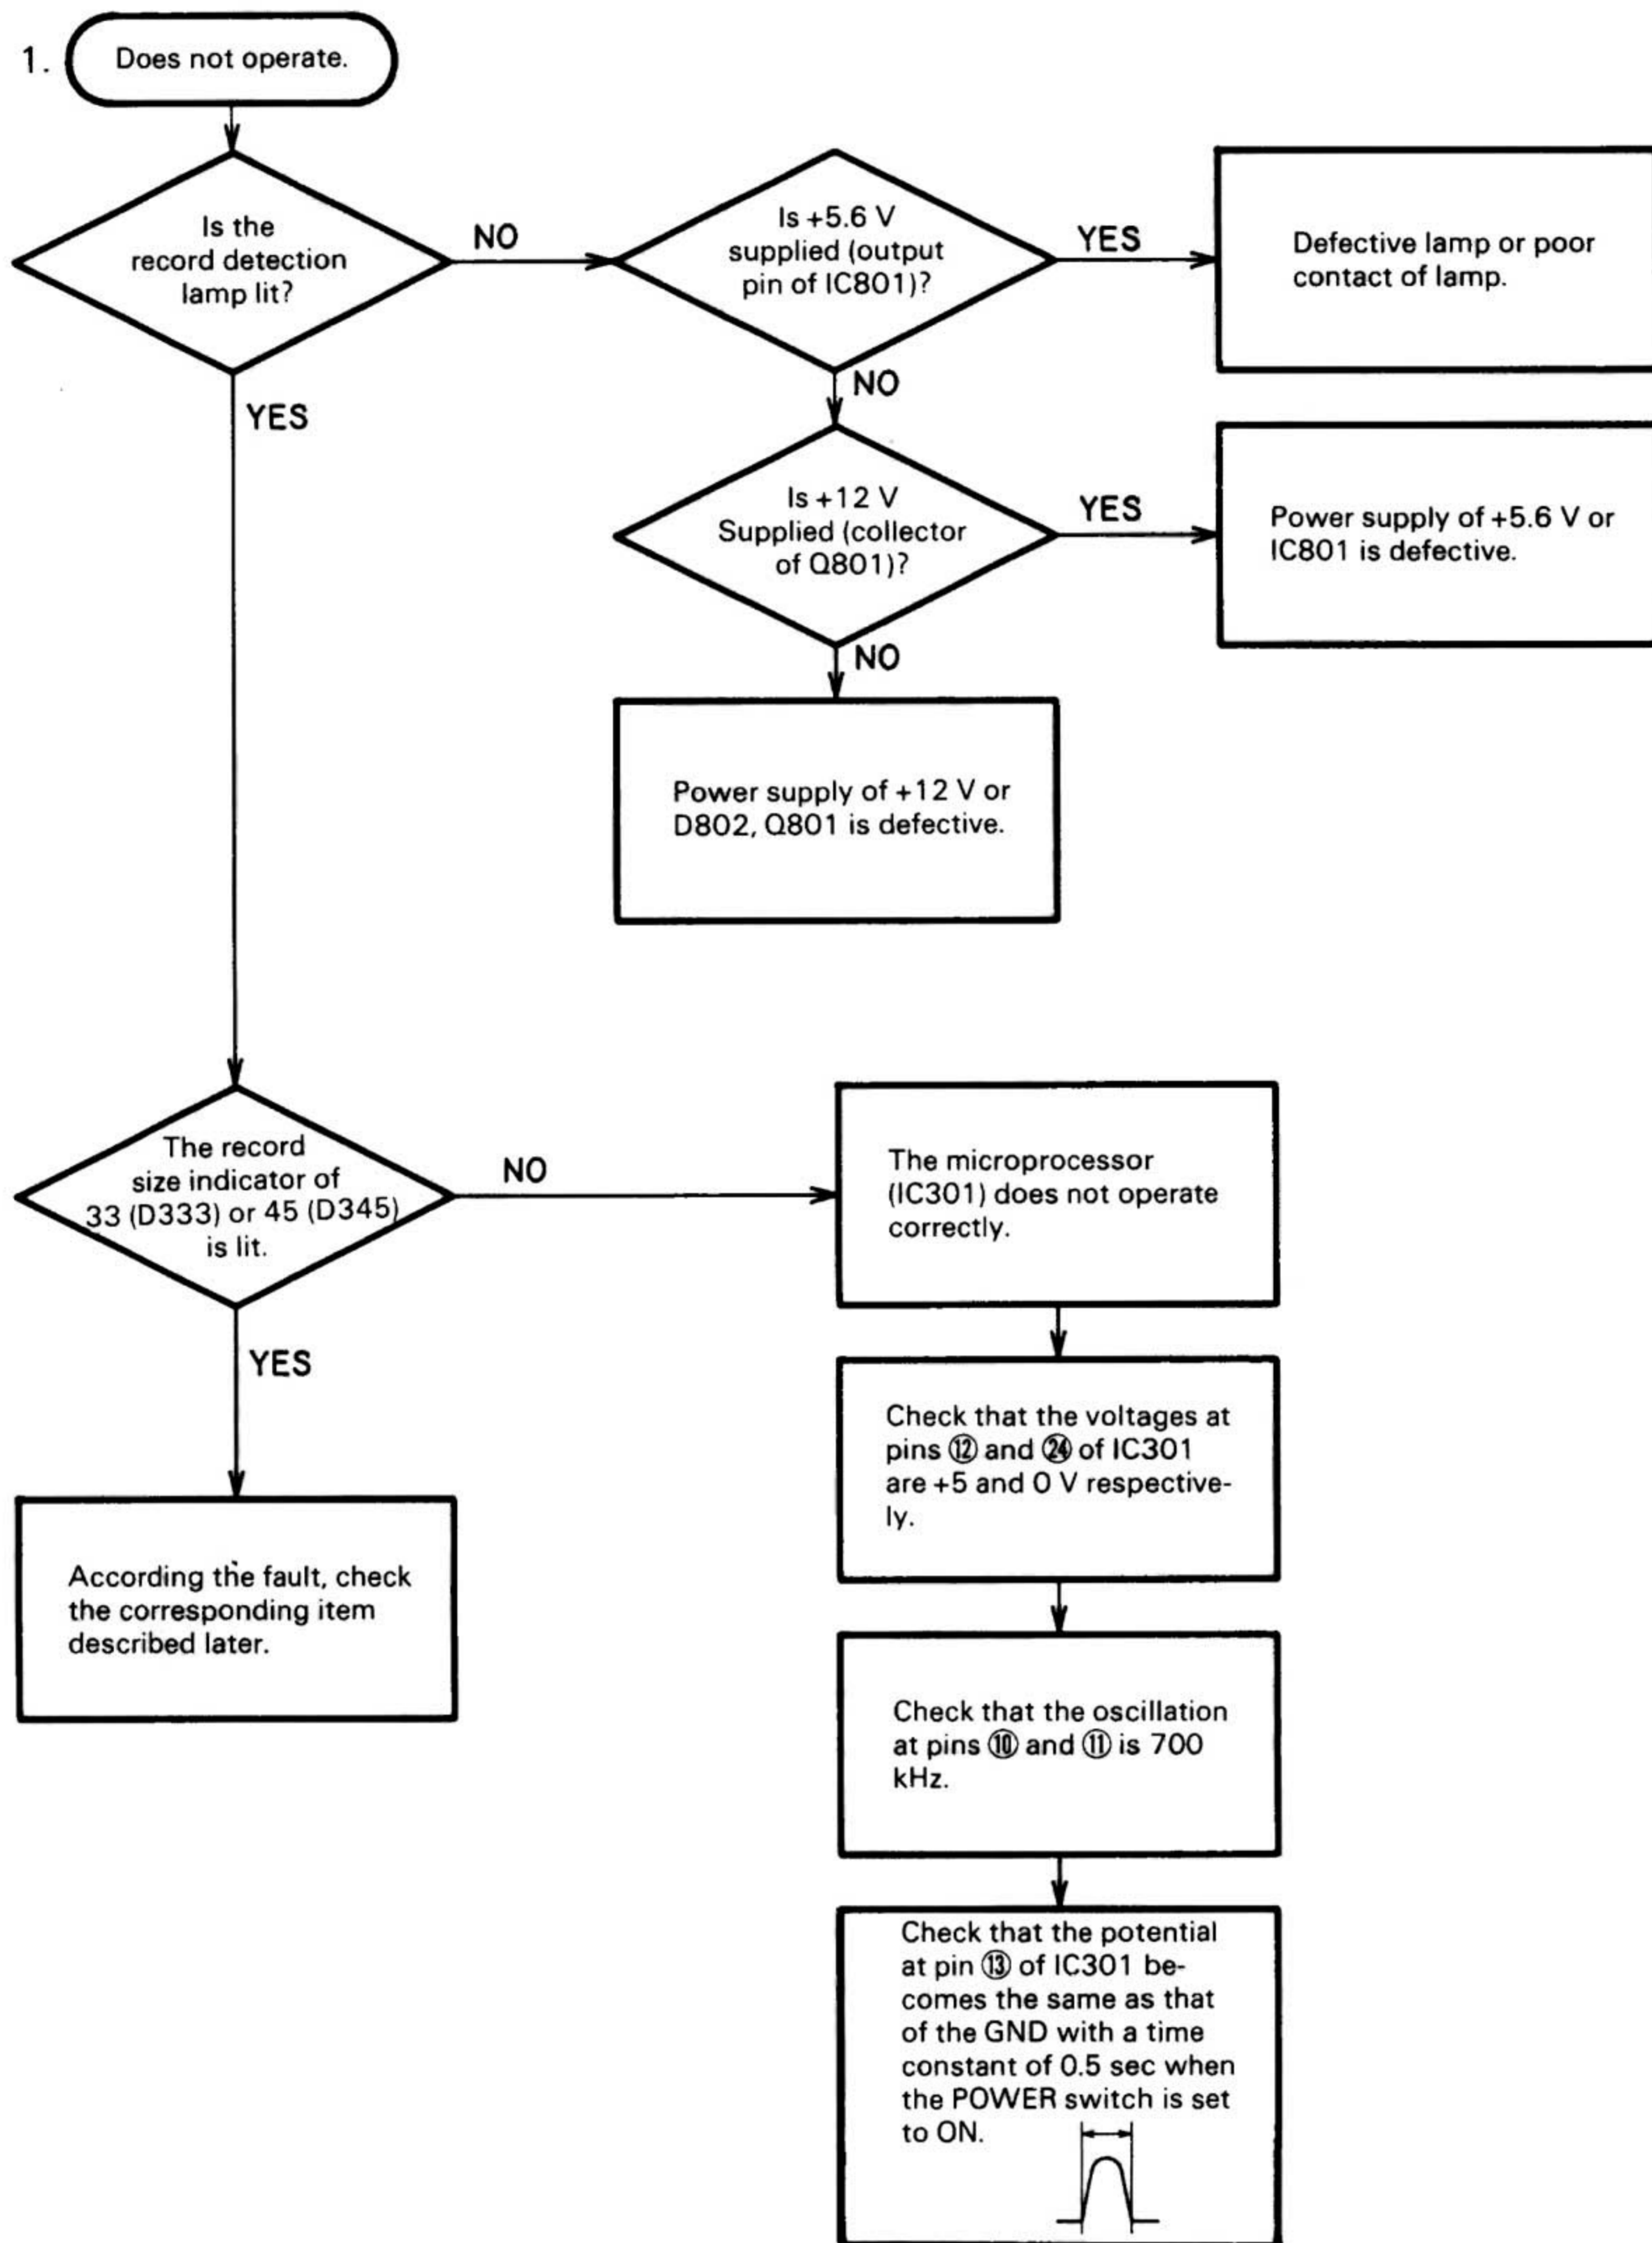 1.
Does not operate.
Is the
record detection
lamp lit?
NO
Is +5.6 V
supplied (output
pin of IC801)?
YES
Defective lamp or poor
contact of lamp.
YES
NO
Is +12 V
Supplied (collector
of Q801)?
YES
Power supply of +5.6 V or
IC801 is defective.
NO
Power supply of +12 V or
D802, Q801 is defective.
The record
size indicator of
33 (D333) or 45 (D345)
is lit.
NO
The microprocessor
(IC301) does not operate
correctly.
YES
Check that the voltages at
pins ⑫ and ㉔ of IC301
are +5 and 0 V respective-
ly.
According the fault, check
the corresponding item
described later.
Check that the oscillation
at pins ⑩ and ⑪ is 700
kHz.
Check that the potential
at pin ⑬ of IC301 be-
comes the same as that
of the GND with a time
constant of 0.5 sec when
the POWER switch is set
to ON.